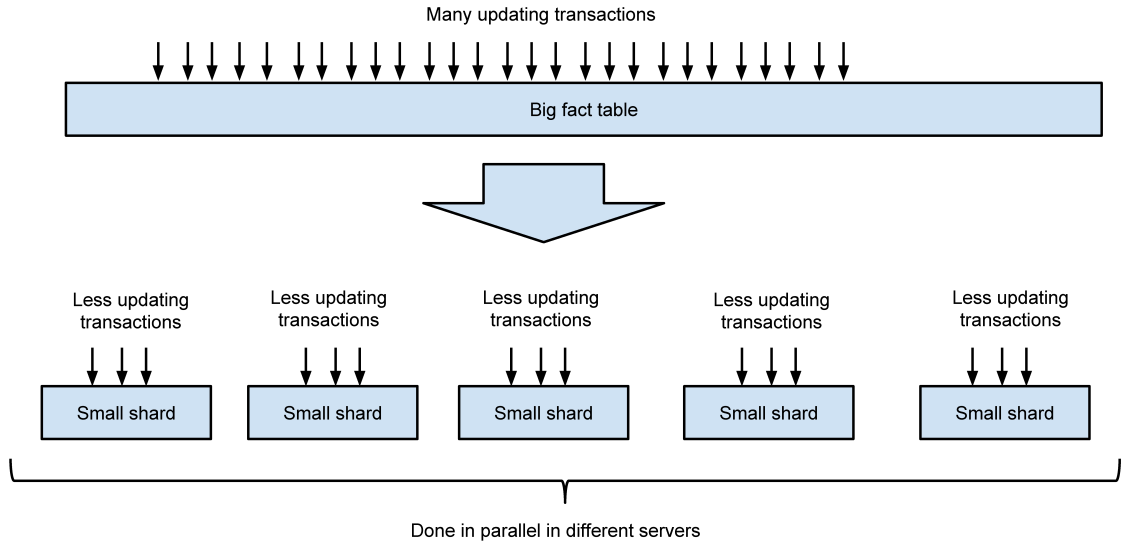 Many updating transactions
Big fact table
Less updating
transactions
Less updating
transactions
Less updating
transactions
Less updating
transactions
Less updating
transactions
Small shard
Small shard
Small shard
Small shard
Small shard
Done in parallel in different servers